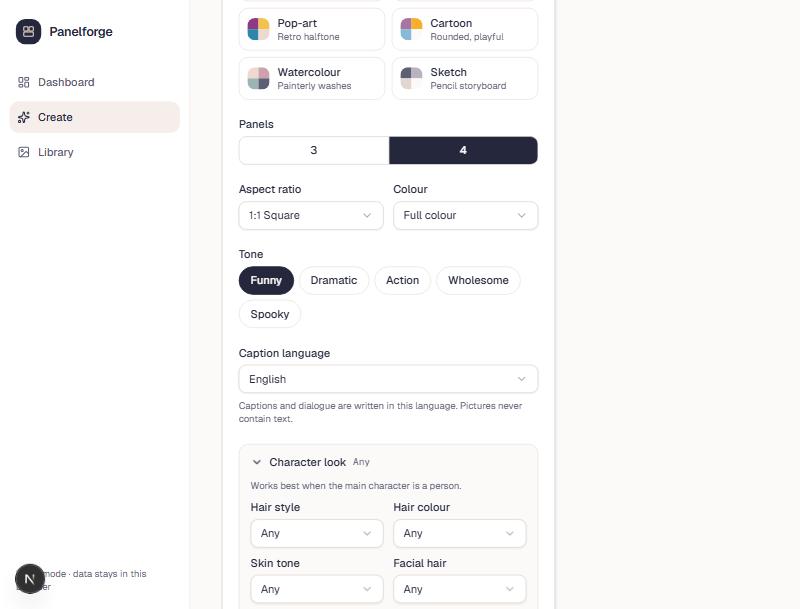 Panelforge
Dashboard
Create
Library
mode · data stays in this
N
Pop-art
Retro halftone
Cartoon
Rounded, playful
Watercolour
Painterly washes
Sketch
Pencil storyboard
Panels
3
4
Aspect ratio
Colour
1:1 Square
Full colour
Tone
Funny
Dramatic
Action
Wholesome
Spooky
Caption language
English
Captions and dialogue are written in this language. Pictures never
contain text.
Character look Any
Works best when the main character is a person.
Hair style
Hair colour
Any
Any
Skin tone
Facial hair
Any
Any